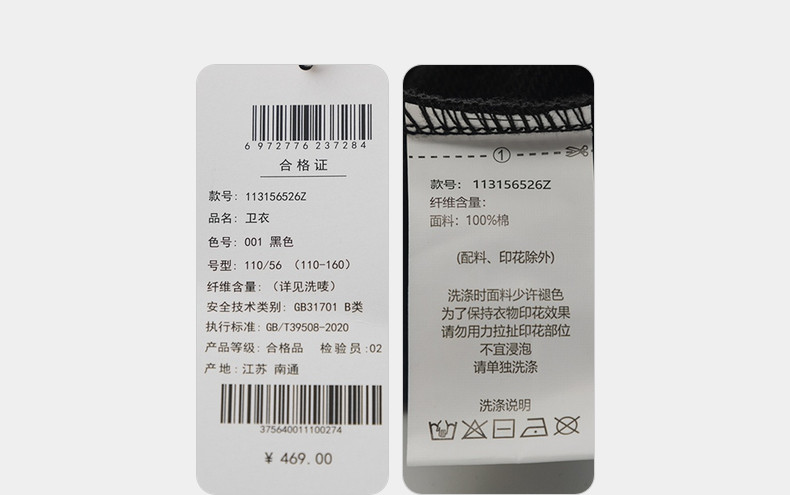 6 972776 237284
合格证
款号: 113156526Z
品名: 卫衣
色号: 001 黑色
号型: 110/56 （110-160）
纤维含量: （详见洗唛）
安全技术类别: GB31701 B类
执行标准: GB/T39508-2020
产品等级: 合格品 检验员:02
产地: 江苏 南通
375640011100274
¥ 469.00
1
款号: 113156526Z
纤维含量:
面料: 100%棉
(配料、印花除外)
洗涤时面料少许褪色
为了保持衣物印花效果
请勿用力拉扯印花部位
不宜浸泡
请单独洗涤
洗涤说明